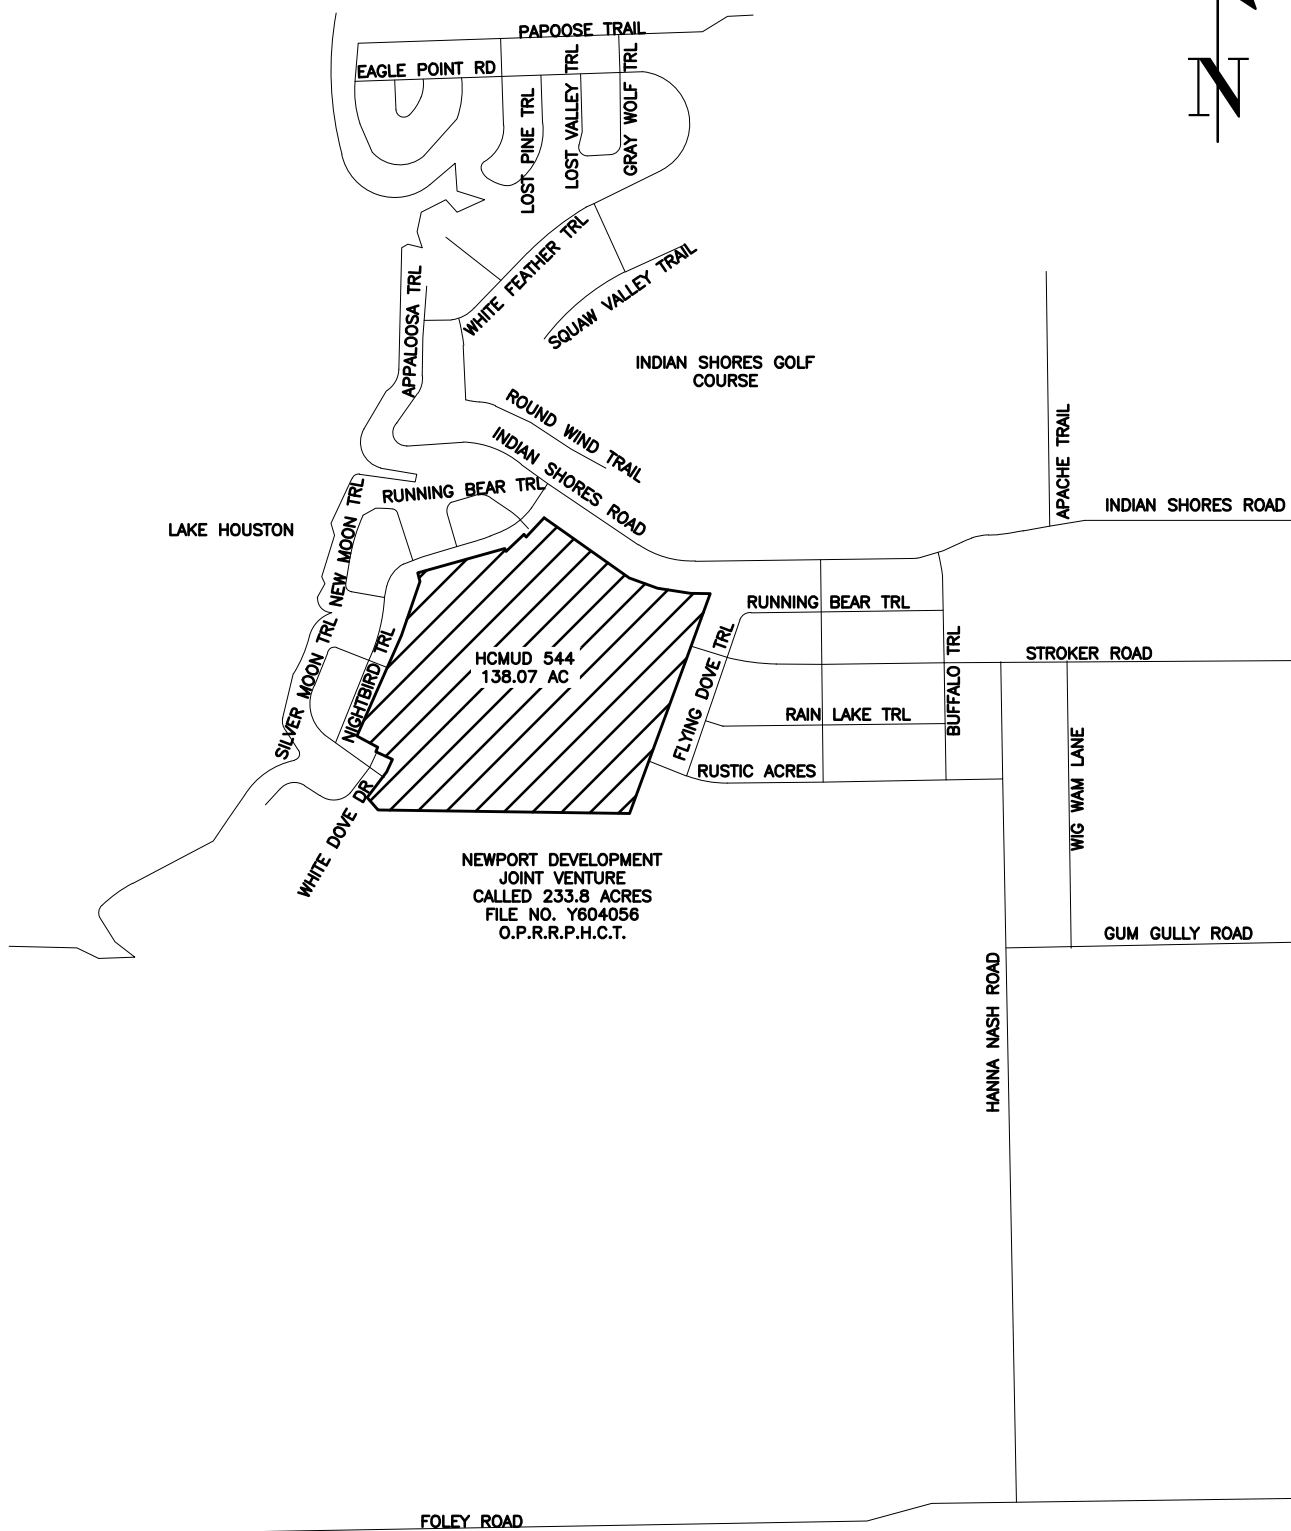 PAPOOSE TRAIL
EAGLE POINT RD
LOST PINE TRL
LOST VALLEY TRL
GRAY WOLF TRL
N
WHITE FEATHER TRL
SQUAW VALLEY TRAIL
APPALOOSA TRL
INDIAN SHORES GOLF
COURSE
ROUND WIND TRAIL
INDIAN SHORES ROAD
APACHE TRAIL
INDIAN SHORES ROAD
RUNNING BEAR TRL
LAKE HOUSTON
NEW MOON TRL
RUNNING BEAR TRL
SILVER MOON TRL
NIGHTBIRD TRL
HCMUD 544
138.07 AC
FLYING DOVE TRL
BUFFALO TRL
STROKER ROAD
RAIN LAKE TRL
RUSTIC ACRES
WIG WAM LANE
WHITE DOVE DR
NEWPORT DEVELOPMENT
JOINT VENTURE
CALLED 233.8 ACRES
FILE NO. Y604056
O.P.R.R.P.H.C.T.
GUM GULLY ROAD
HANNA NASH ROAD
FOLEY ROAD